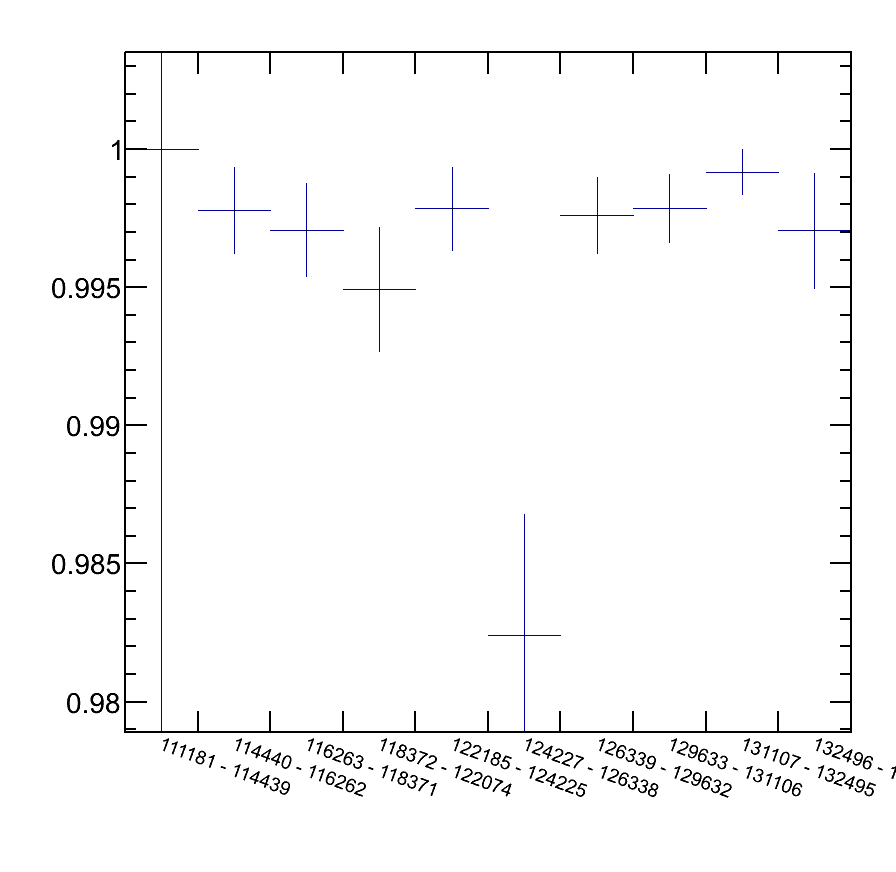 1
0.995
0.99
0.985
0.98
111181 - 114439
114440 - 116262
116263 - 118371
118372 - 122074
122185 - 124225
124227 - 126338
126339 - 129632
129633 - 131106
131107 - 132495
132496 - 1